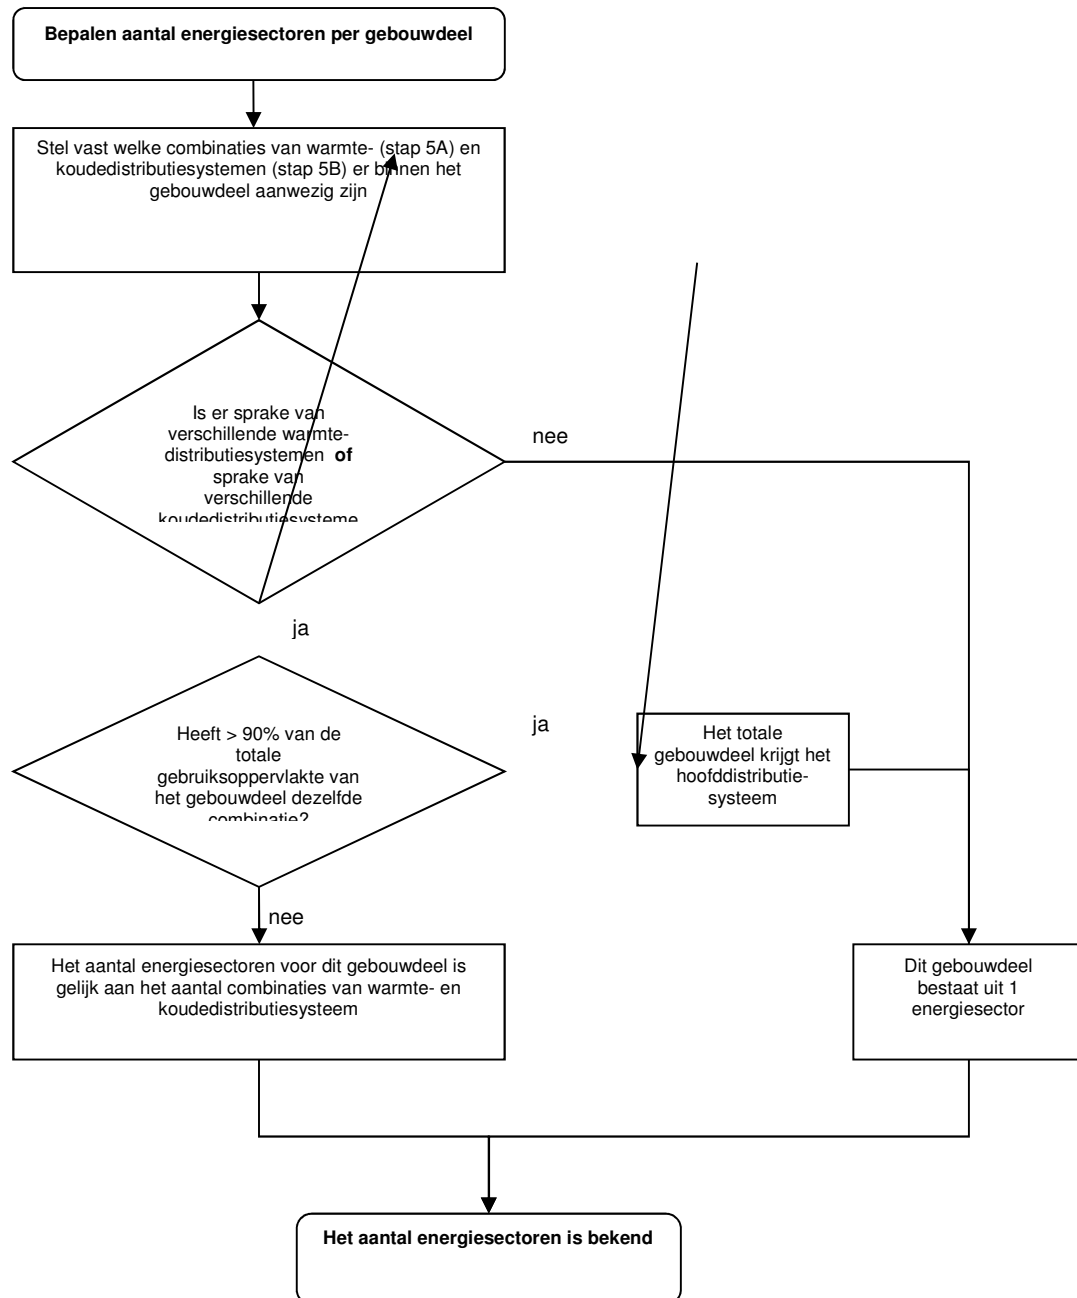 Bepalen aantal energiesectoren per gebouwdeel
Stel vast welke combinaties van warmte- (stap 5A) en
koudedistributiesystemen (stap 5B) er binnen het
gebouwdeel aanwezig zijn
Is er sprake van
verschillende warmte-
distributiesystemen of
sprake van
verschillende
koudedistributiesysteme
nee
ja
Heeft > 90% van de
totale
gebruiksoppervlakte van
het gebouwdeel dezelfde
combinatie?
ja
Het totale
gebouwdeel krijgt het
hoofddistributie-
systeem
nee
Het aantal energiesectoren voor dit gebouwdeel is
gelijk aan het aantal combinaties van warmte- en
koudedistributiesysteem
Dit gebouwdeel
bestaat uit 1
energiesector
Het aantal energiesectoren is bekend